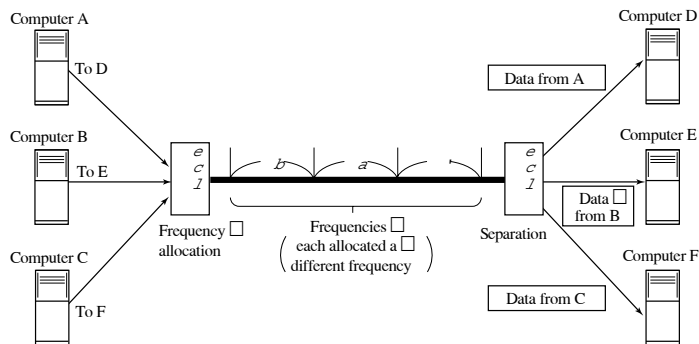 Computer A
To D
Computer B
To E
Computer C
To F
e
c
l
Frequency □
allocation
b
a
Frequencies □
each allocated a □
different frequency
e
c
l
Separation
Data from A
Data □
from B
Data from C
Computer D
Computer E
Computer F